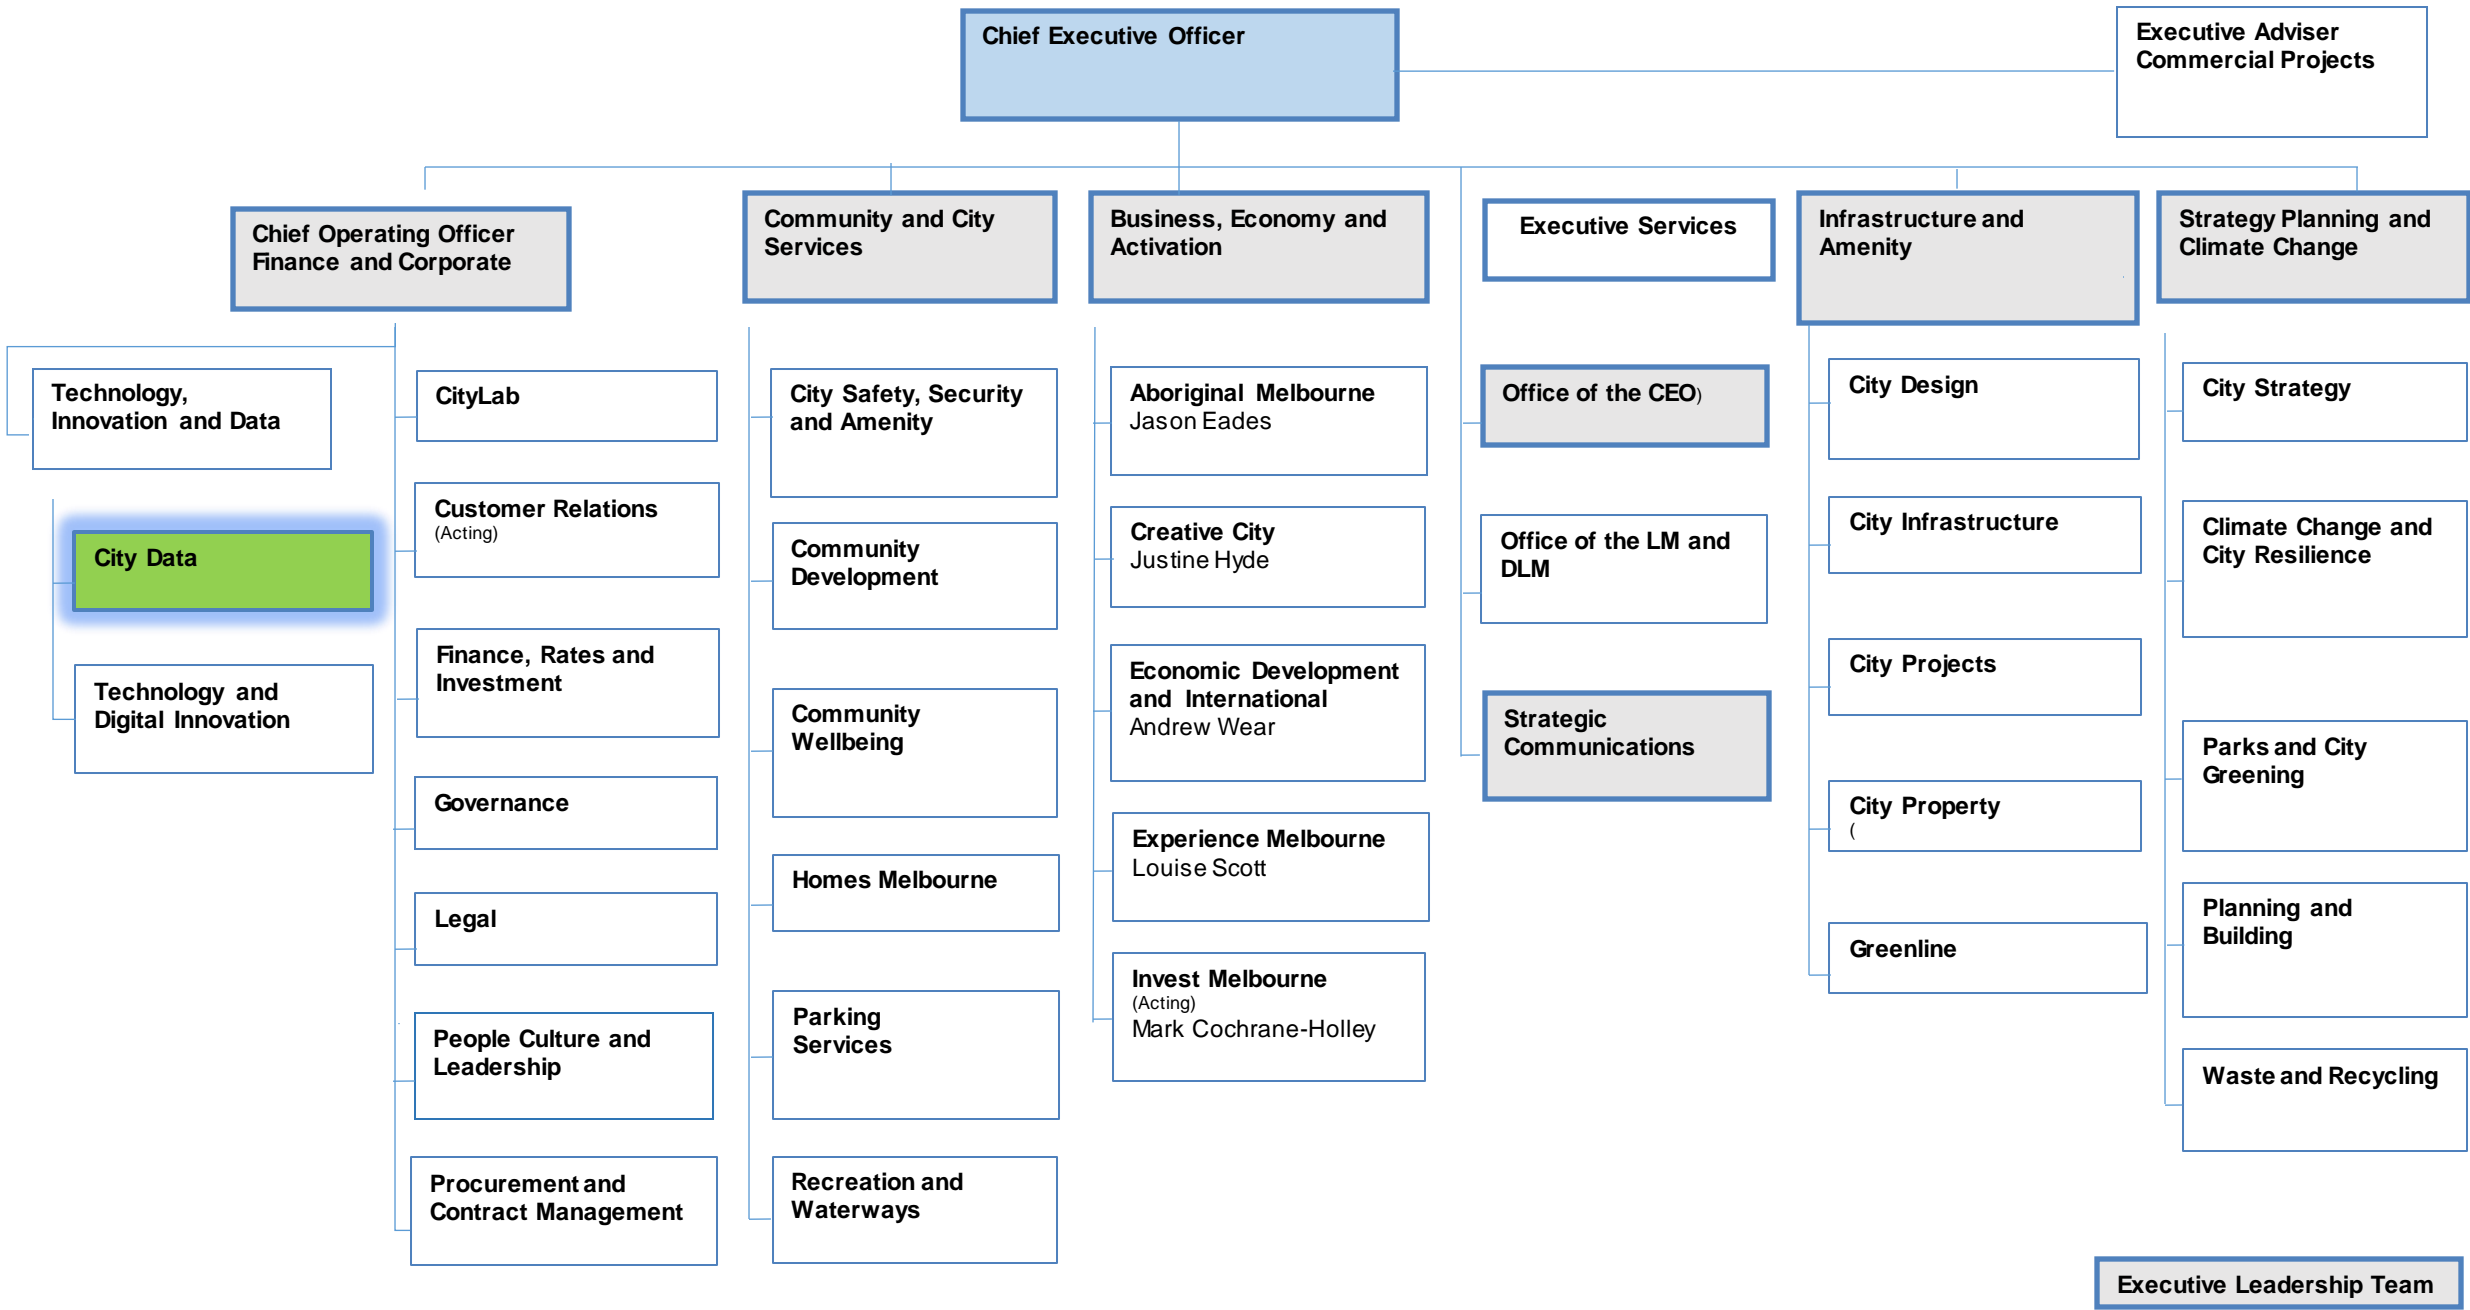 Chief Executive Officer
Executive Adviser
Commercial Projects
Chief Operating Officer
Finance and Corporate
Community and City
Services
Business, Economy and
Activation
Executive Services
Infrastructure and
Amenity
Strategy Planning and
Climate Change
Technology,
Innovation and Data
City Data
Technology and
Digital Innovation
CityLab
Customer Relations
(Acting)
Finance, Rates and
Investment
Governance
Legal
People Culture and
Leadership
Procurement and
Contract Management
City Safety, Security
and Amenity
Community
Development
Community
Wellbeing
Homes Melbourne
Parking
Services
Recreation and
Waterways
Aboriginal Melbourne
Jason Eades
Creative City
Justine Hyde
Economic Development
and International
Andrew Wear
Experience Melbourne
Louise Scott
Invest Melbourne
(Acting)
Mark Cochrane-Holley
Office of the CEO)
Office of the LM and
DLM
Strategic
Communications
City Design
City Infrastructure
City Projects
City Property
(
Greenline
City Strategy
Climate Change and
City Resilience
Parks and City
Greening
Planning and
Building
Waste and Recycling
Executive Leadership Team